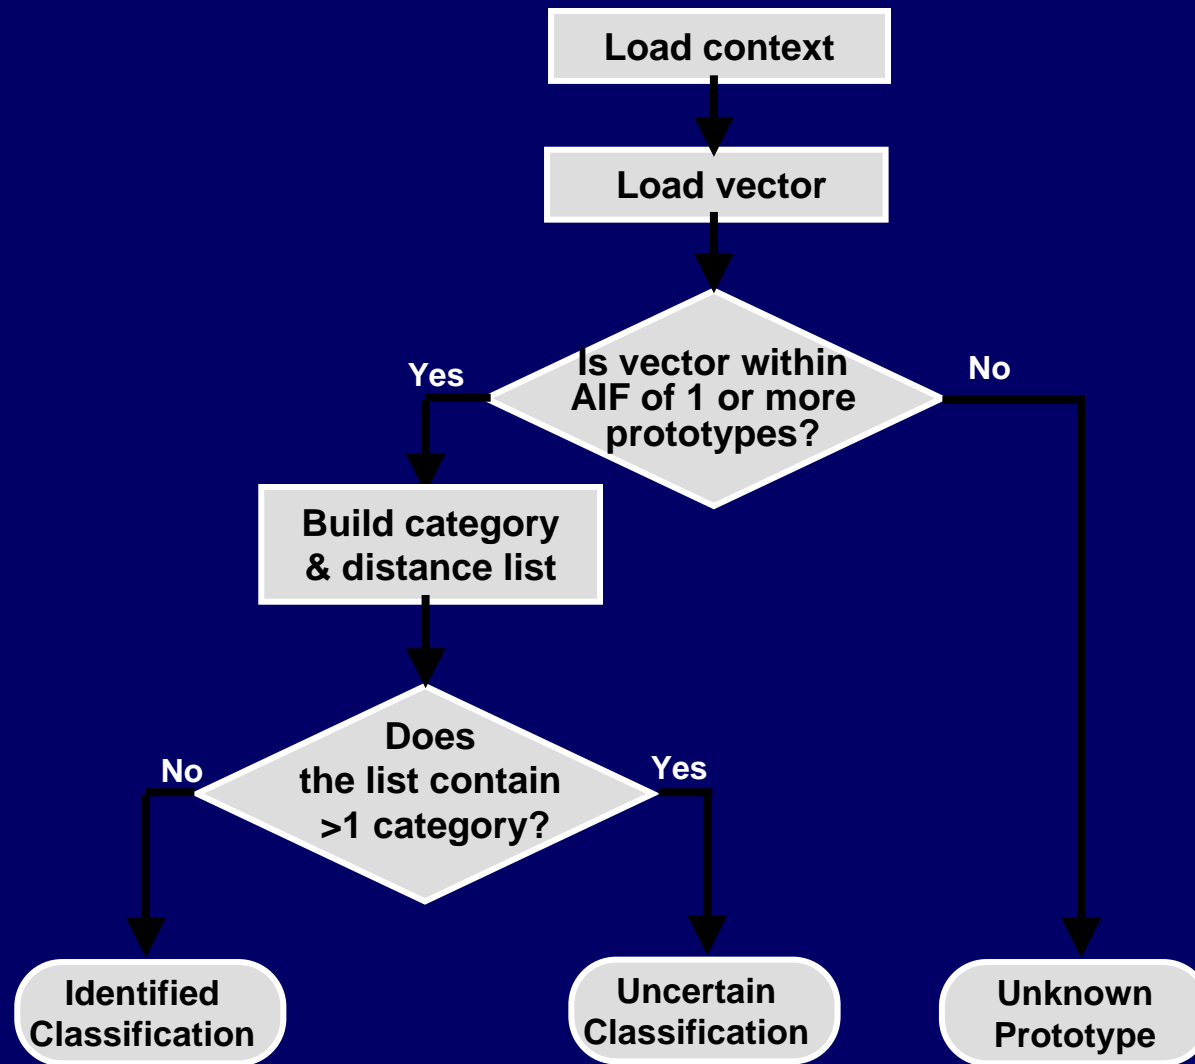 Load context
Load vector
Is vector within
AIF of 1 or more
prototypes?
Yes
No
Build category
& distance list
Does
the list contain
>1 category?
No
Yes
Identified
Classification
Uncertain
Classification
Unknown
Prototype